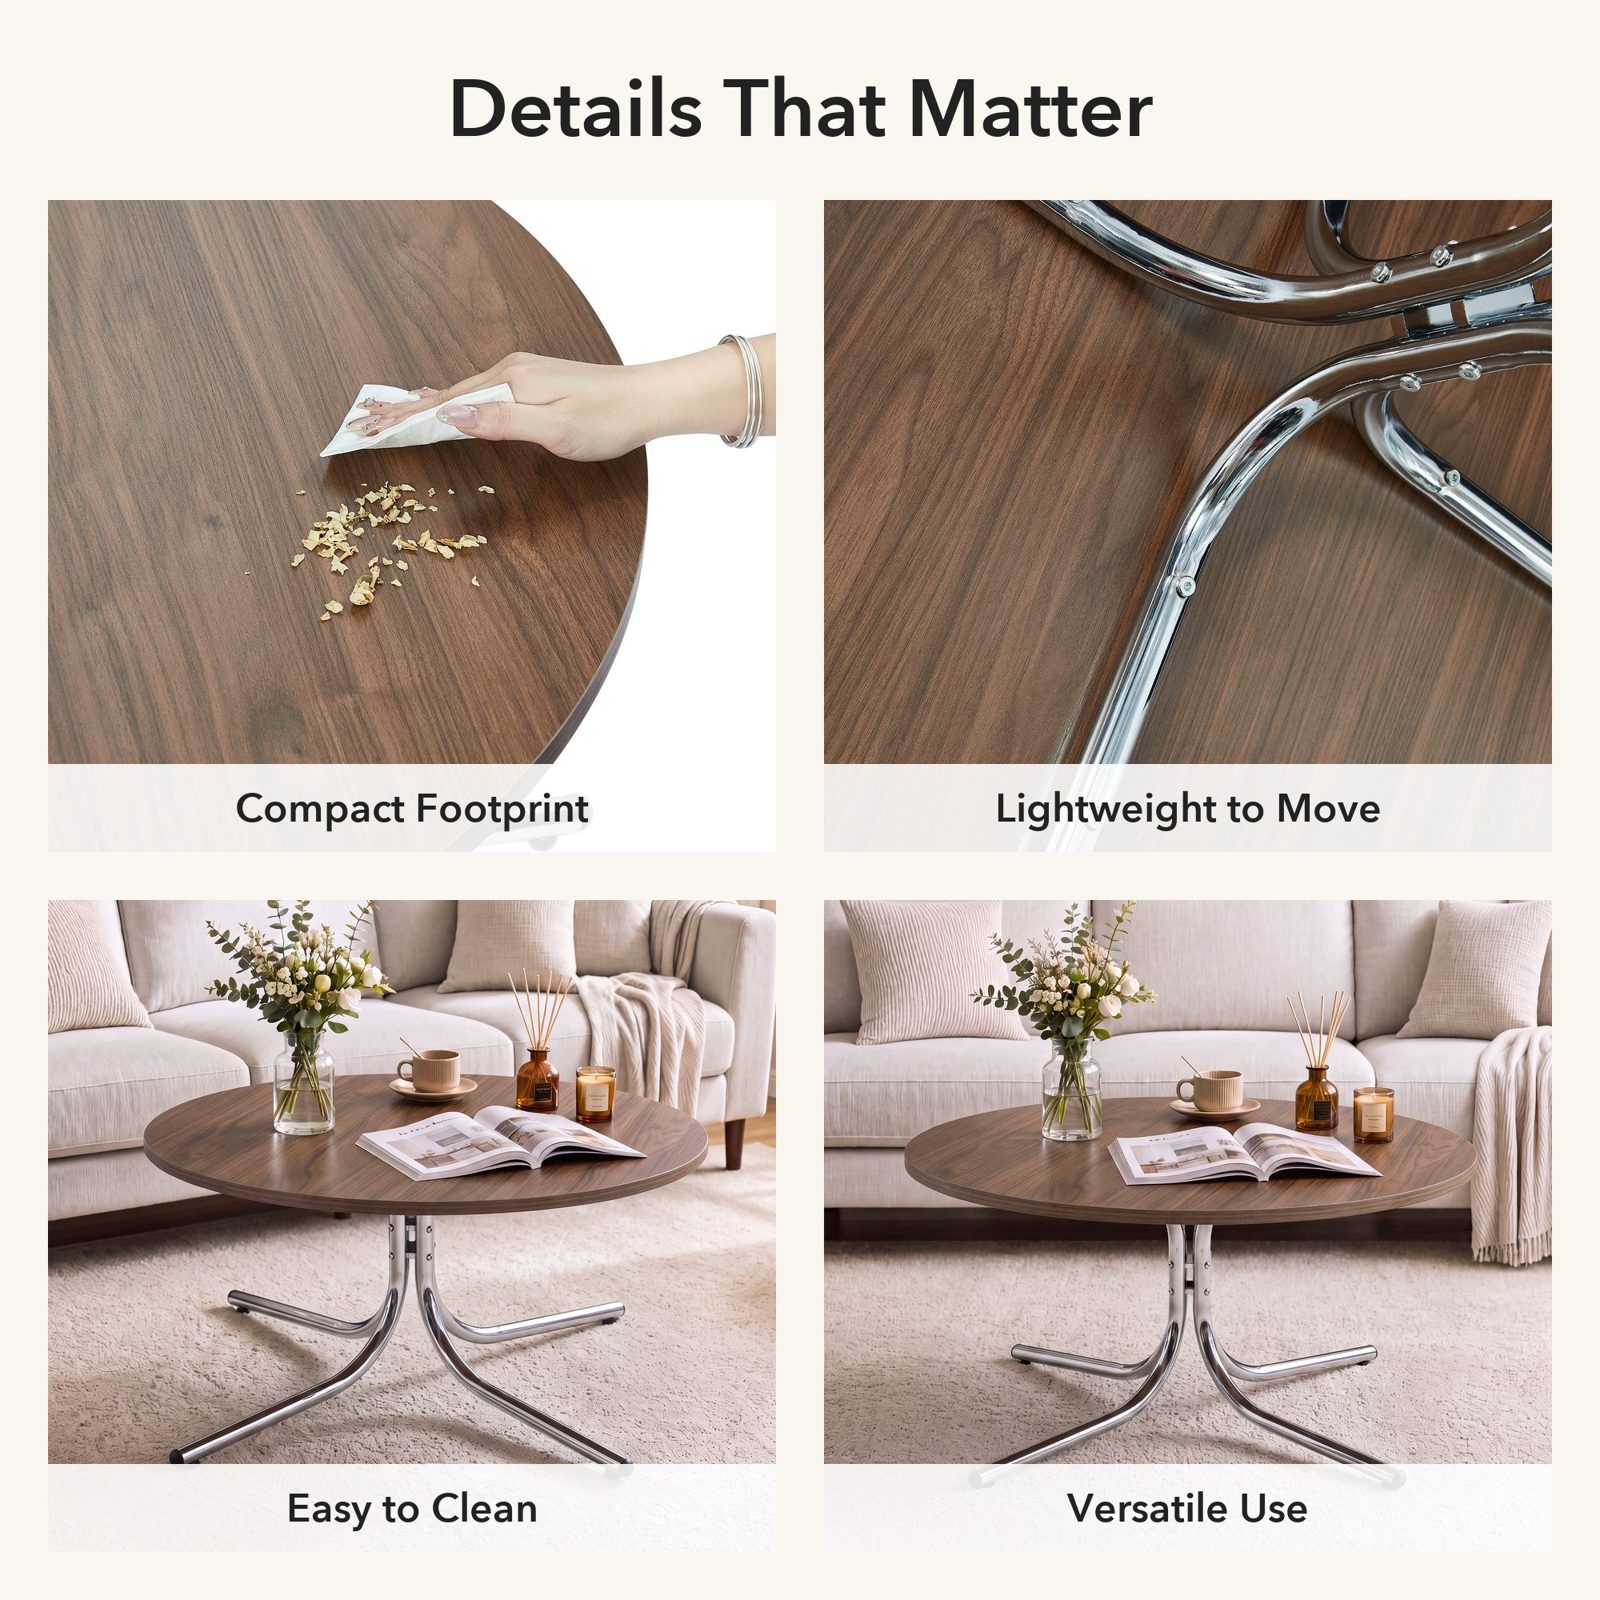 Details That Matter
Compact Footprint
Lightweight to Move
Easy to Clean
Versatile Use